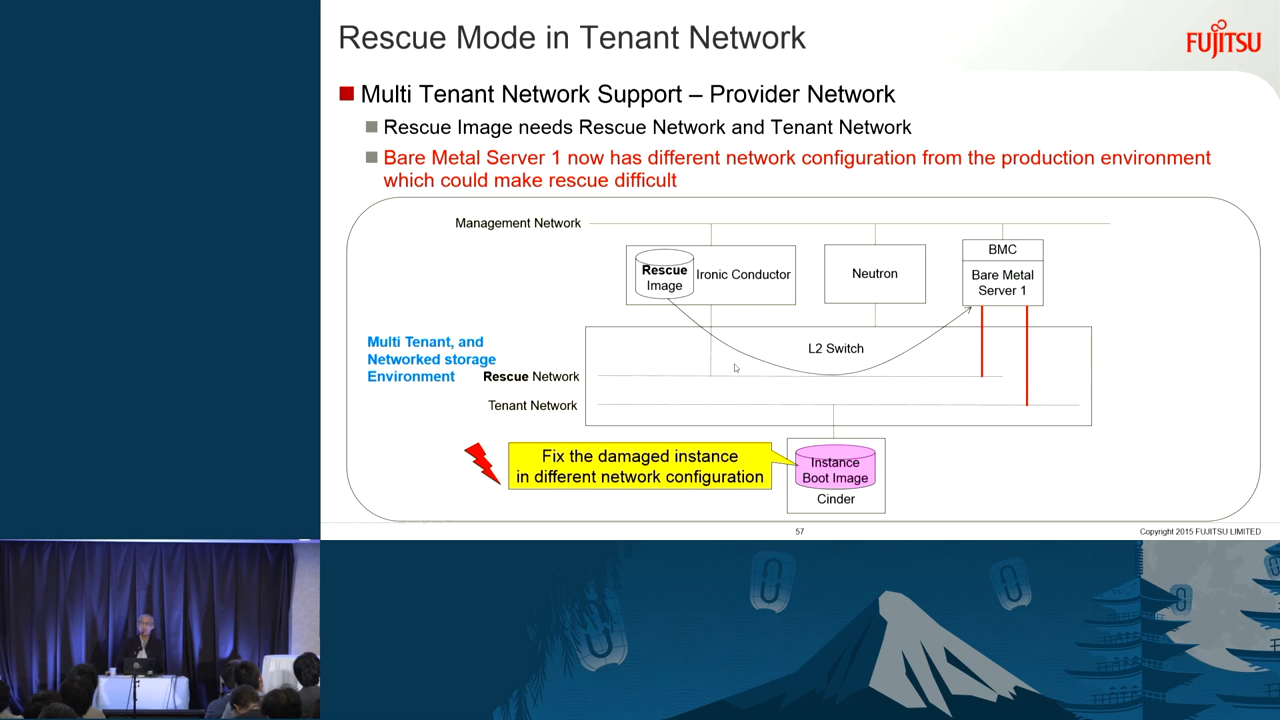 Rescue Mode in Tenant Network
FUJITSU
Multi Tenant Network Support – Provider Network
Rescue Image needs Rescue Network and Tenant Network
Bare Metal Server 1 now has different network configuration from the production environment
which could make rescue difficult
Management Network
Rescue
Image
Ironic Conductor
Neutron
BMC
Bare Metal
Server 1
Multi Tenant, and
Networked storage
Environment
L2 Switch
Rescue Network
Tenant Network
Fix the damaged instance
in different network configuration
Instance
Boot Image
Cinder
57
Copyright 2015 FUJITSU LIMITED